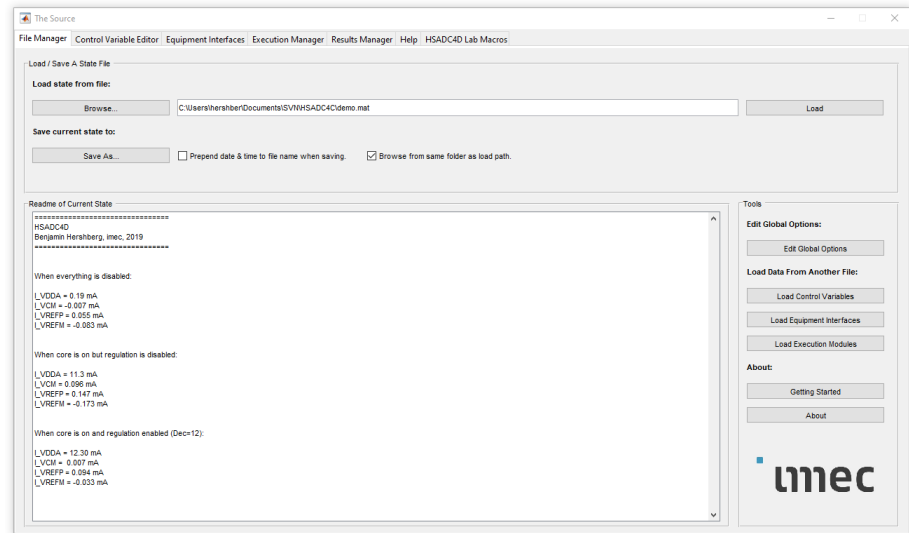 The Source
File Manager Control Variable Editor Equipment Interfaces Execution Manager Results Manager Help HSADC4D Lab Macros
Load / Save A State File
Load state from file:
Browse... C:\Users\hershber\Documents\SVN\HSADC4C\demo.mat Load
Save current state to:
Save As... Prepend date & time to file name when saving. Browse from same folder as load path.
Readme of Current State
================================
HSADC4D
Benjamin Hershberg, imec, 2019
================================
When everything is disabled:
I_VDDA = 0.19 mA
I_VCM = -0.007 mA
I_VREFP = 0.055 mA
I_VREFM = -0.083 mA
When core is on but regulation is disabled:
I_VDDA = 11.3 mA
I_VCM = 0.096 mA
I_VREFP = 0.147 mA
I_VREFM = -0.173 mA
When core is on and regulation enabled (Dec=12):
I_VDDA = 12.30 mA
I_VCM =  0.007 mA
I_VREFP = 0.094 mA
I_VREFM = -0.033 mA
Tools
Edit Global Options:
Edit Global Options
Load Data From Another File:
Load Control Variables
Load Equipment Interfaces
Load Execution Modules
About:
Getting Started
About
imec